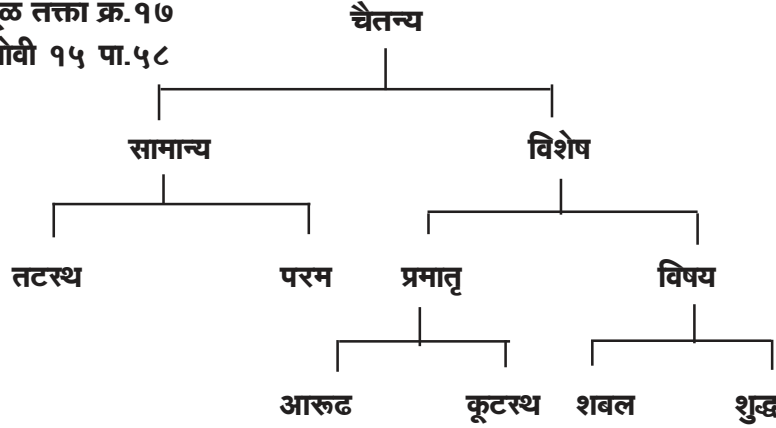 तक्ता क्र.१७
१५ पा.५८
चैतन्य
सामान्य विशेष
तटस्थ परम प्रमातृ विषय
आरूढ कूटस्थ शबल शुद्ध